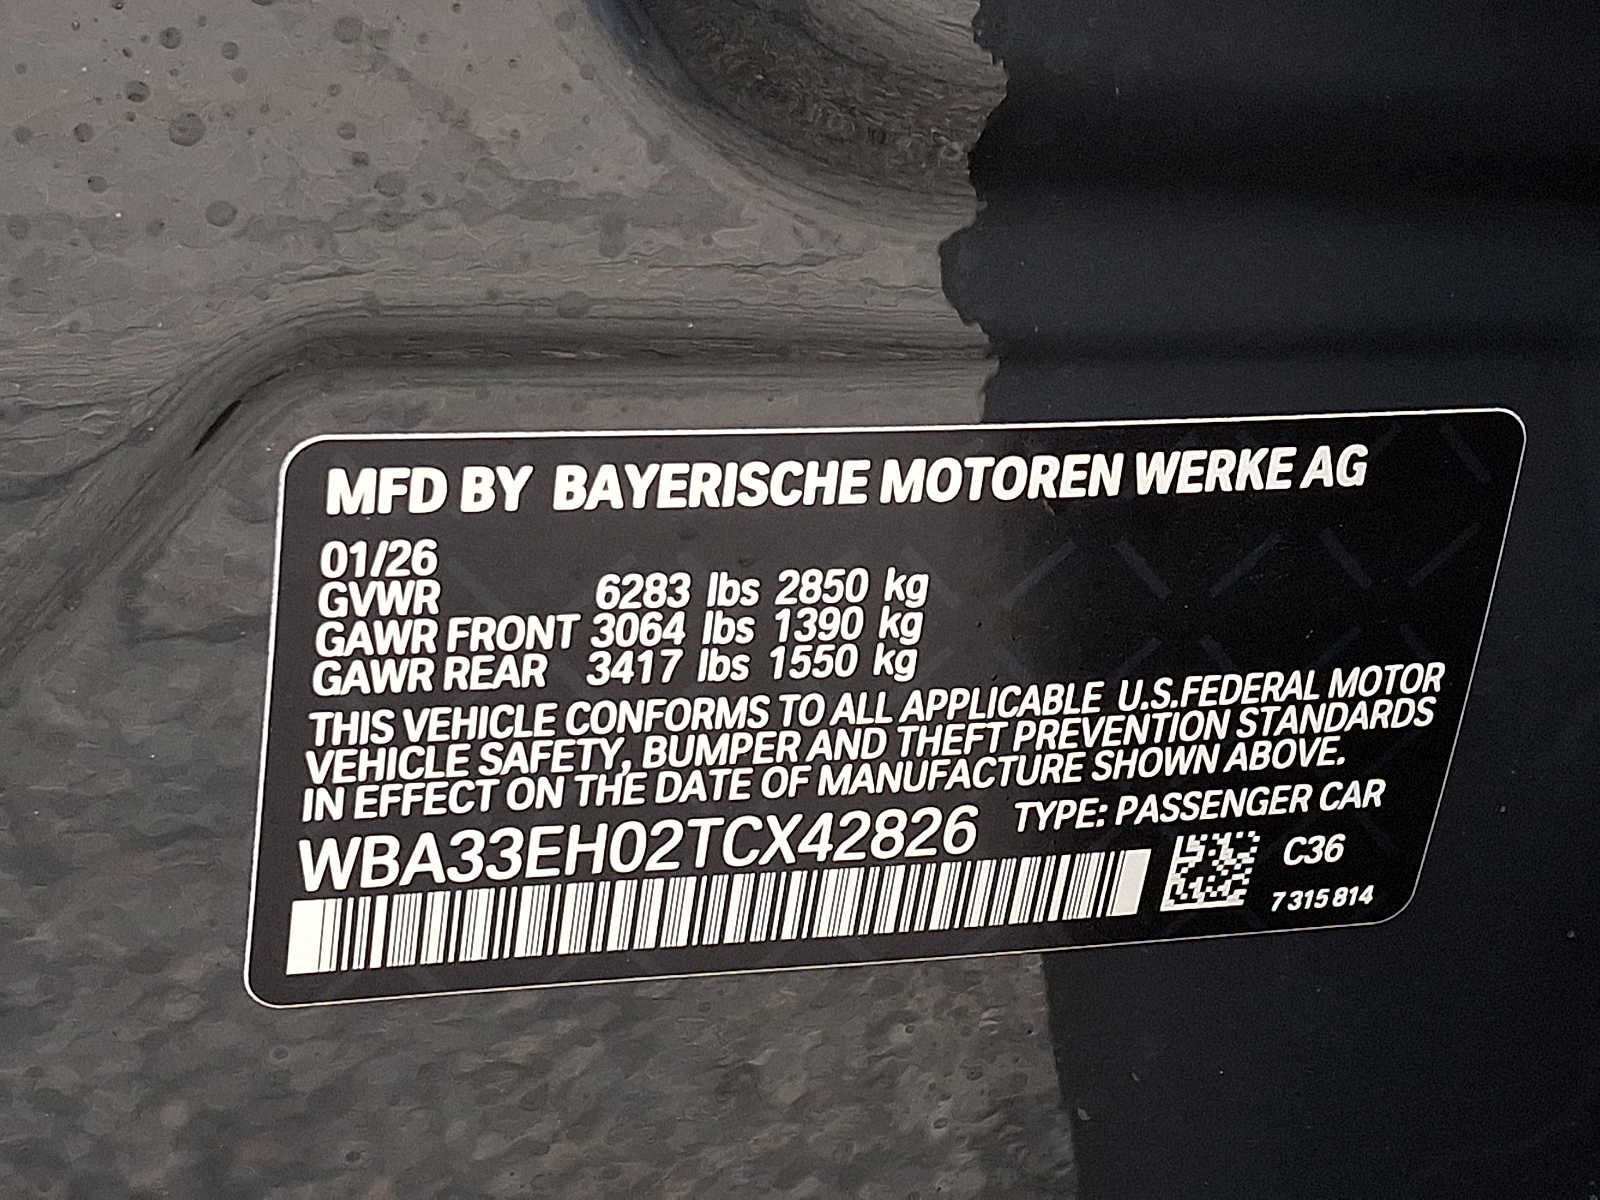 MFD BY BAYERISCHE MOTOREN WERKE AG
01/26
GVWR 6283 lbs 2850 kg
GAWR FRONT 3064 lbs 1390 kg
GAWR REAR 3417 lbs 1550 kg
THIS VEHICLE CONFORMS TO ALL APPLICABLE U.S.FEDERAL MOTOR
VEHICLE SAFETY, BUMPER AND THEFT PREVENTION STANDARDS
IN EFFECT ON THE DATE OF MANUFACTURE SHOWN ABOVE.
WBA33EH02TCX42826 TYPE: PASSENGER CAR
C36
7 315 814